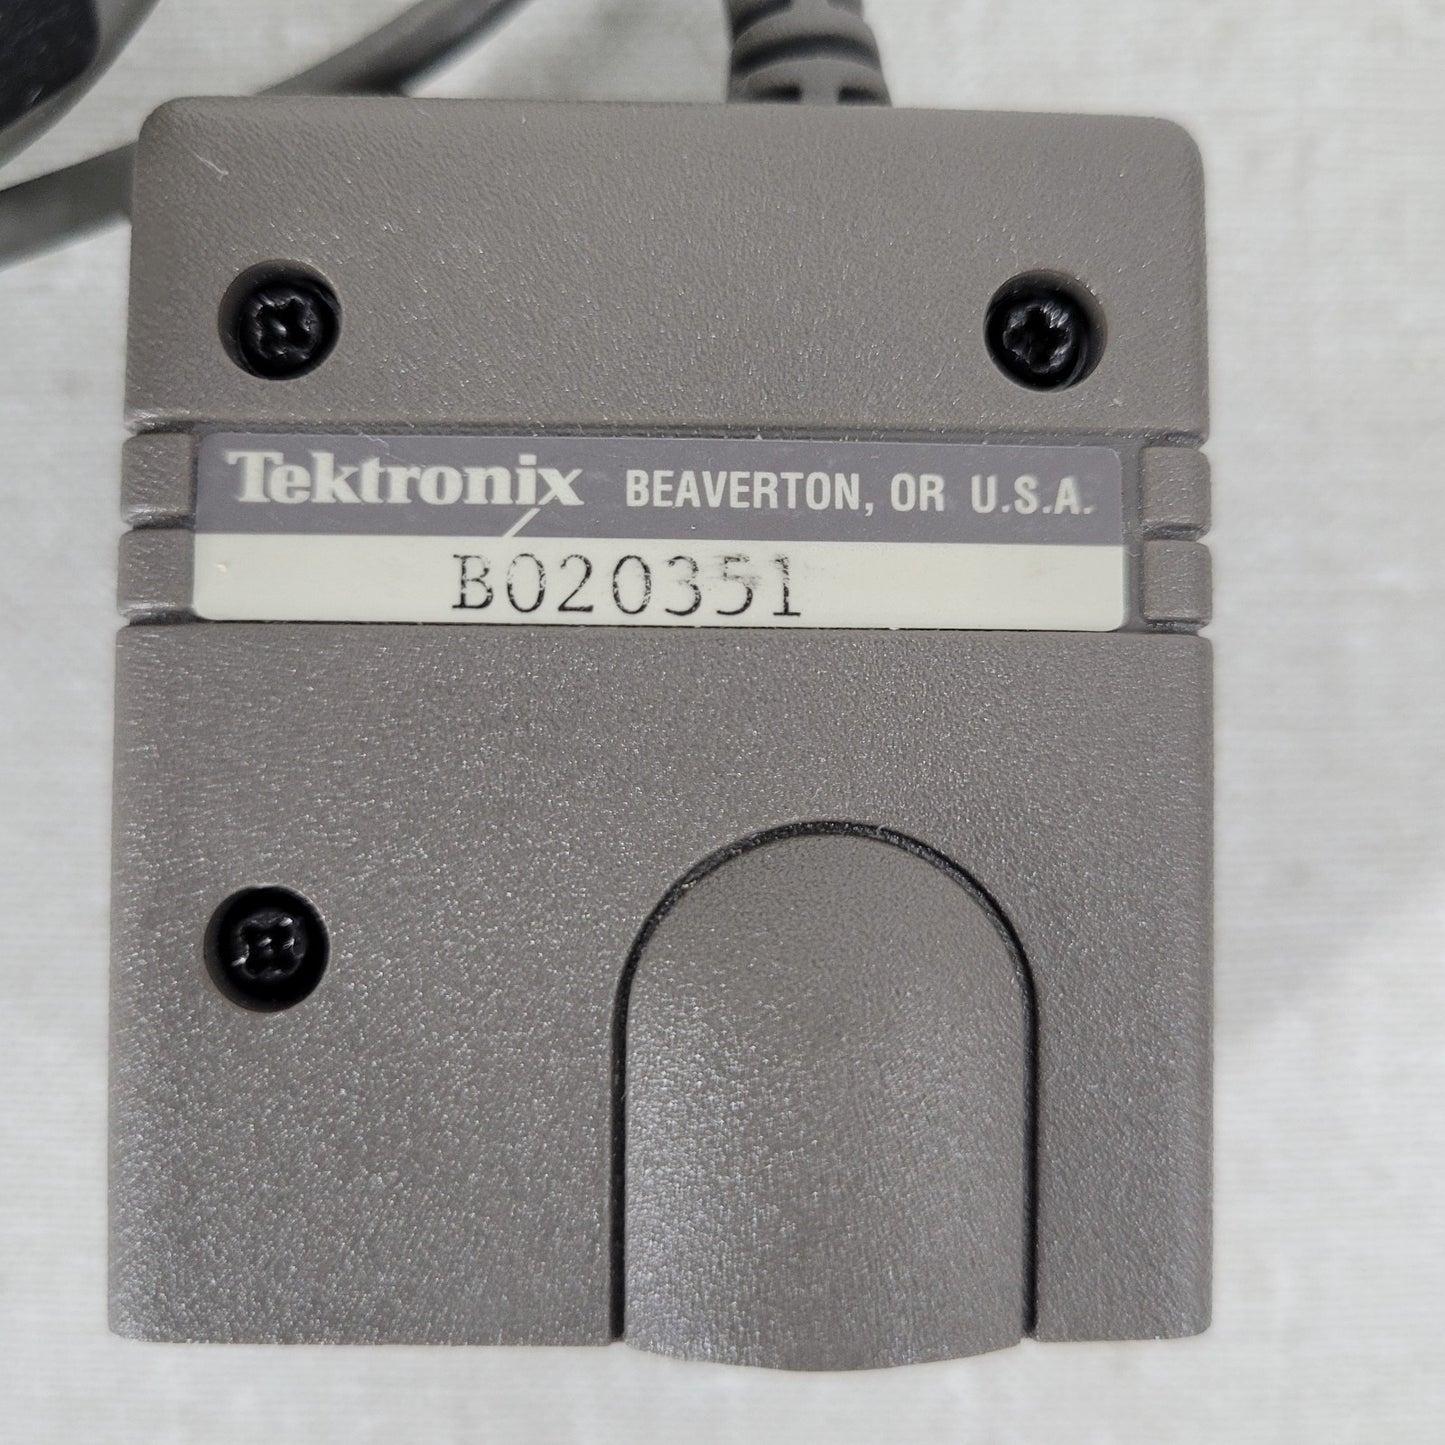 Tektronix BEAVERTON, OR U.S.A.
B020351